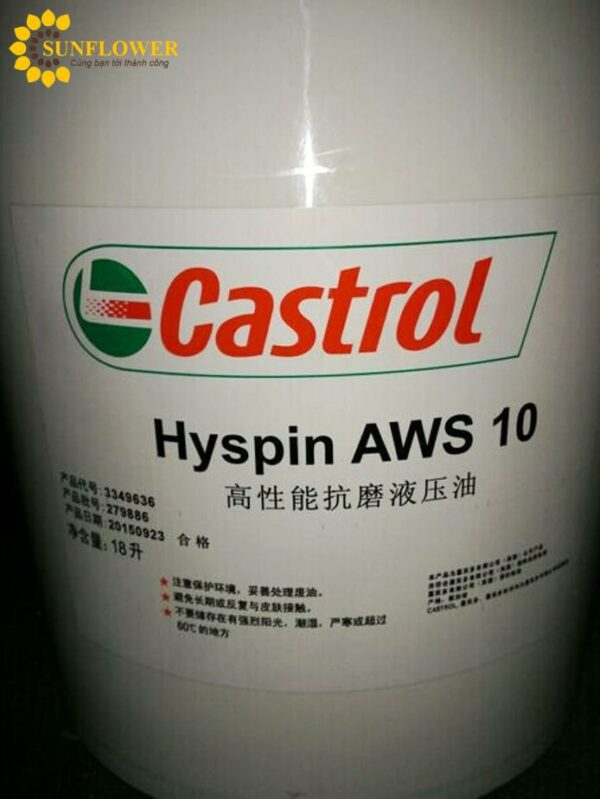 SUNFLOWER
Cùng bạn tới thành công
Castrol
Hyspin AWS 10
高性能抗磨液压油
产品代号:3349636
产品批号:279886
产品日期:20150923 合格
净含量:18升
★注意保护环境，妥善处理废油。
★避免长期或反复与皮肤接触。
★不要储存在有强烈阳光，潮湿，严寒或超过
60℃的地方